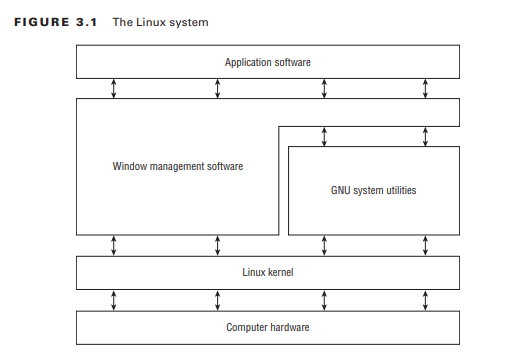 FIGURE 3.1 The Linux system
Application software
Window management software
GNU system utilities
Linux kernel
Computer hardware